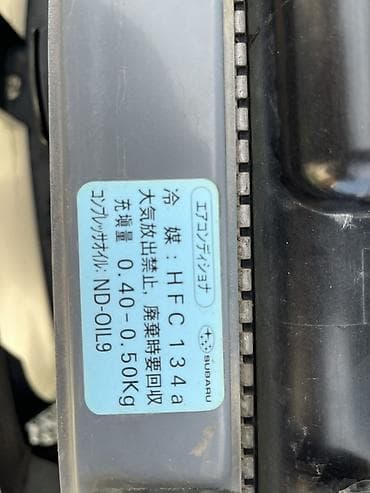 エアコンディショナ SUBARU
冷 媒 : HFC134a
大気放出禁止, 廃棄時要回収
充填量 0.40-0.50Kg
コンプレッサオイル: ND-OIL9